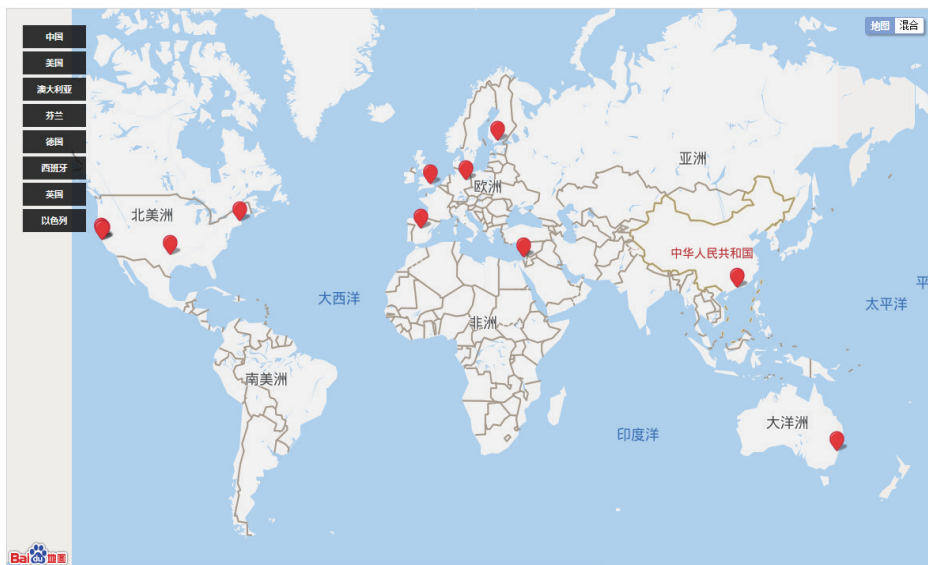 中国
美国
澳大利亚
芬兰
德国
西班牙
英国
以色列
地图 混合
亚洲
欧洲
北美洲
中华人民共和国
平
大西洋
太平洋
非洲
南美洲
大洋洲
印度洋
Bai du 地图